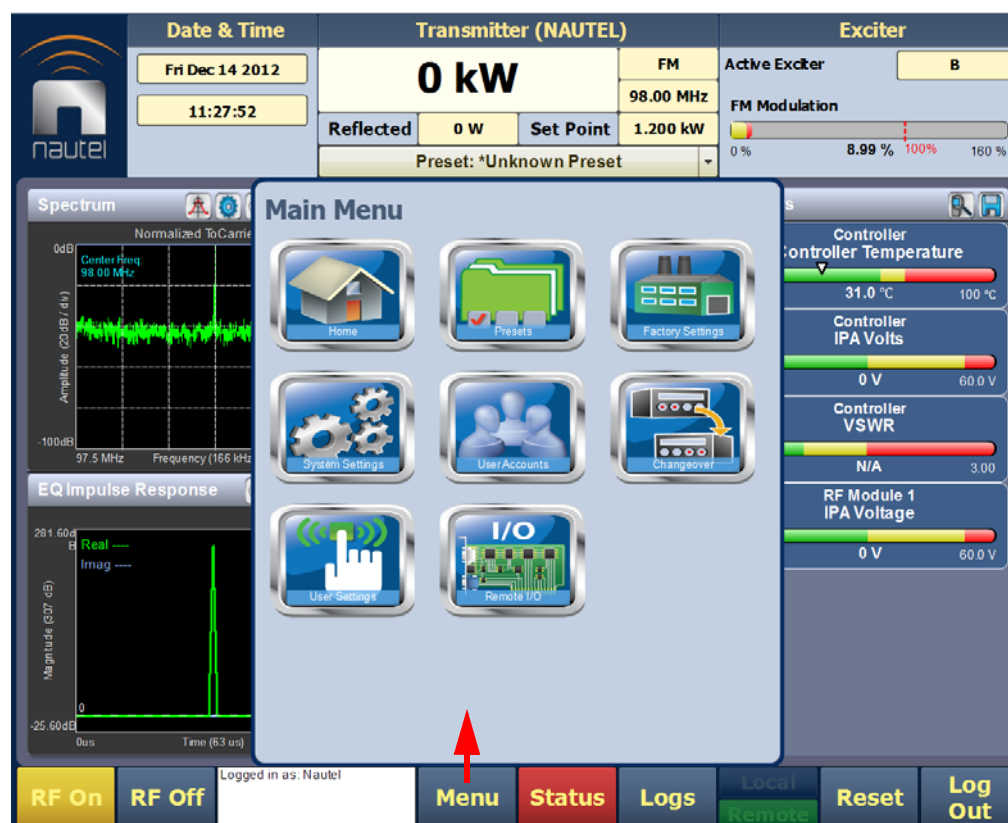 nautel
Date & Time
Fri Dec 14 2012
11:27:52
Transmitter (NAUTEL)
0 kW
FM
98.00 MHz
Reflected
0 W
Set Point
1.200 kW
Preset: *Unknown Preset
Exciter
Active Exciter
B
FM Modulation
0 %
8.99 %
100%
160 %
Spectrum
Normalized ToCarrie
0dB
Center Freq:
98.00 MHz
Amplitude (20dB / div)
-100dB
97.5 MHz
Frequency (166 kHz
EQ Impulse Response
281.60d
B
Real ----
Imag ----
Magnitude (307 dB)
0
-25.60dB
0us
Time (63 us)
Main Menu
Home
Presets
Factory Settings
System Settings
User Accounts
Changeover
User Settings
I/O
Remote I/O
s
Controller
Controller Temperature
31.0 °C
100 °C
Controller
IPA Volts
0 V
60.0 V
Controller
VSWR
N/A
3.00
RF Module 1
IPA Voltage
0 V
60.0 V
RF On
RF Off
Logged in as: Nautel
Menu
Status
Logs
Local
Remote
Reset
Log
Out